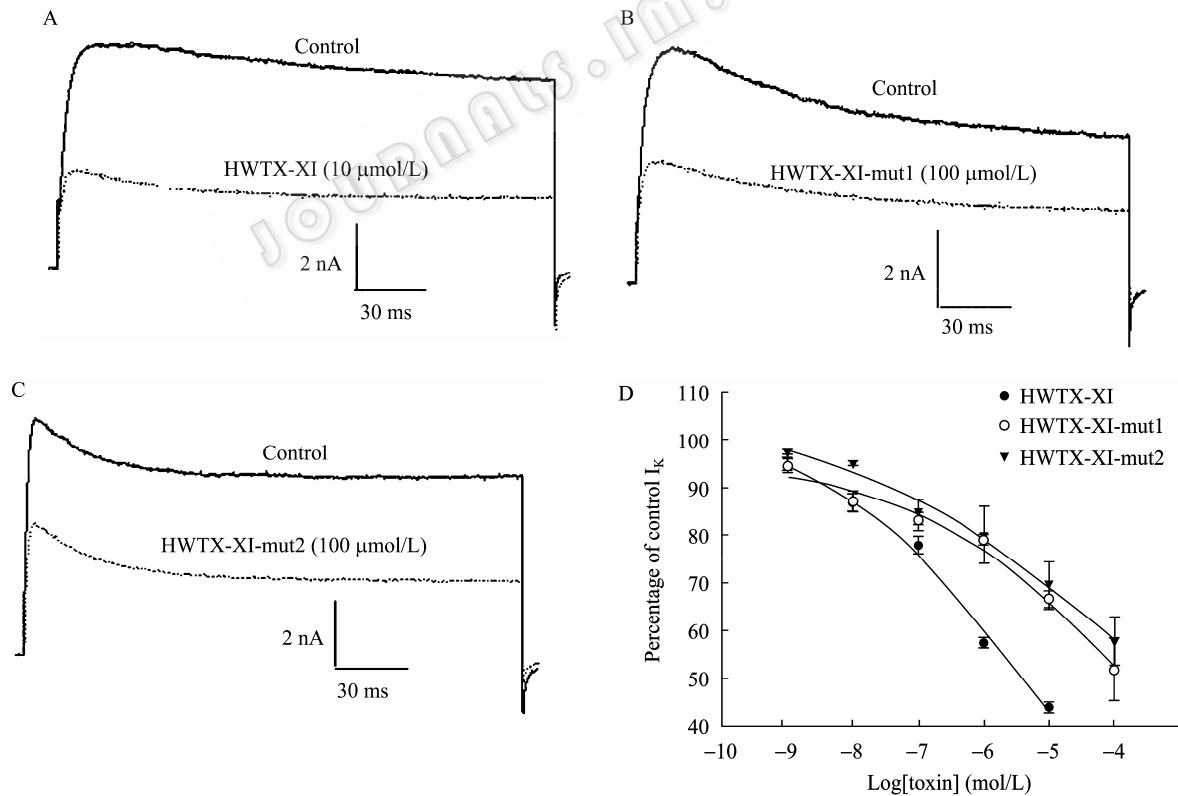 A
Control
HWTX-XI (10 μmol/L)
2 nA
30 ms
JOURNALS.IM
B
Control
HWTX-XI-mut1 (100 μmol/L)
2 nA
30 ms
C
Control
HWTX-XI-mut2 (100 μmol/L)
2 nA
30 ms
D
HWTX-XI
HWTX-XI-mut1
HWTX-XI-mut2
Percentage of control I_K
110
100
90
80
70
60
50
40
−10 −9 −8 −7 −6 −5 −4
Log[toxin] (mol/L)